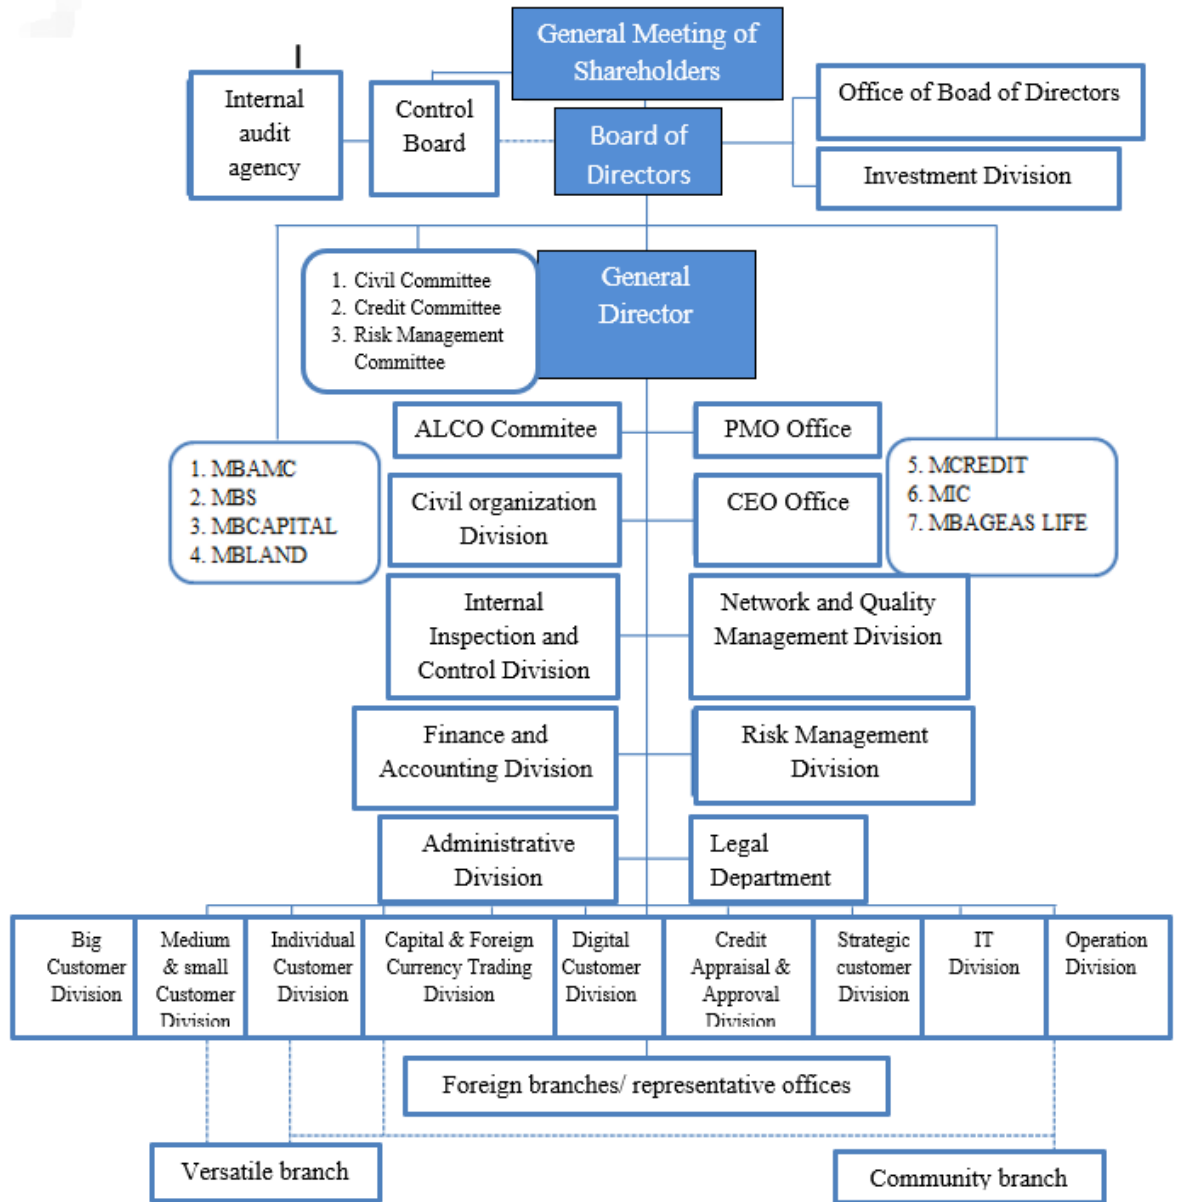 General Meeting of
Shareholders
Internal
audit
agency
Control
Board
Board of
Directors
Office of Boad of Directors
Investment Division
1. Civil Committee
2. Credit Committee
3. Risk Management
Committee
General
Director
ALCO Commitee
PMO Office
1. MBAMC
2. MBS
3. MBCAPITAL
4. MBLAND
Civil organization
Division
CEO Office
5. MCREDIT
6. MIC
7. MBAGEAS LIFE
Internal
Inspection and
Control Division
Network and Quality
Management Division
Finance and
Accounting Division
Risk Management
Division
Administrative
Division
Legal
Department
Big
Customer
Division
Medium
& small
Customer
Division
Individual
Customer
Division
Capital & Foreign
Currency Trading
Division
Digital
Customer
Division
Credit
Appraisal &
Approval
Division
Strategic
customer
Division
IT
Division
Operation
Division
Foreign branches/ representative offices
Versatile branch
Community branch